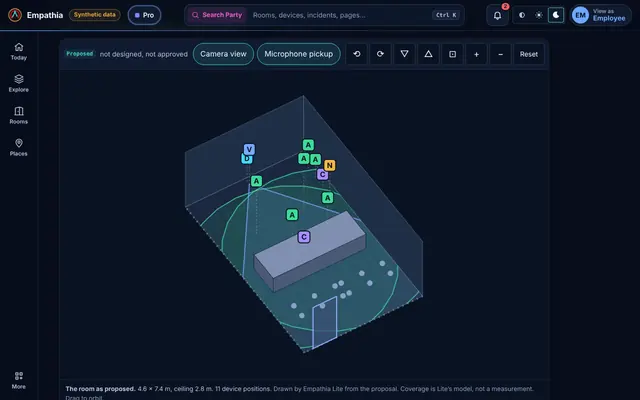 Empathia
Synthetic data
Pro
Search Party
Rooms, devices, incidents, pages...
Ctrl K
2
EM
View as
Employee
Today
Explore
Rooms
Places
More
Proposed
not designed, not approved
Camera view
Microphone pickup
Reset
V
D
A
A
A
A
N
C
A
A
C
The room as proposed. 4.6 × 7.4 m, ceiling 2.8 m. 11 device positions. Drawn by Empathia Lite from the proposal. Coverage is Lite's model, not a measurement.
Drag to orbit